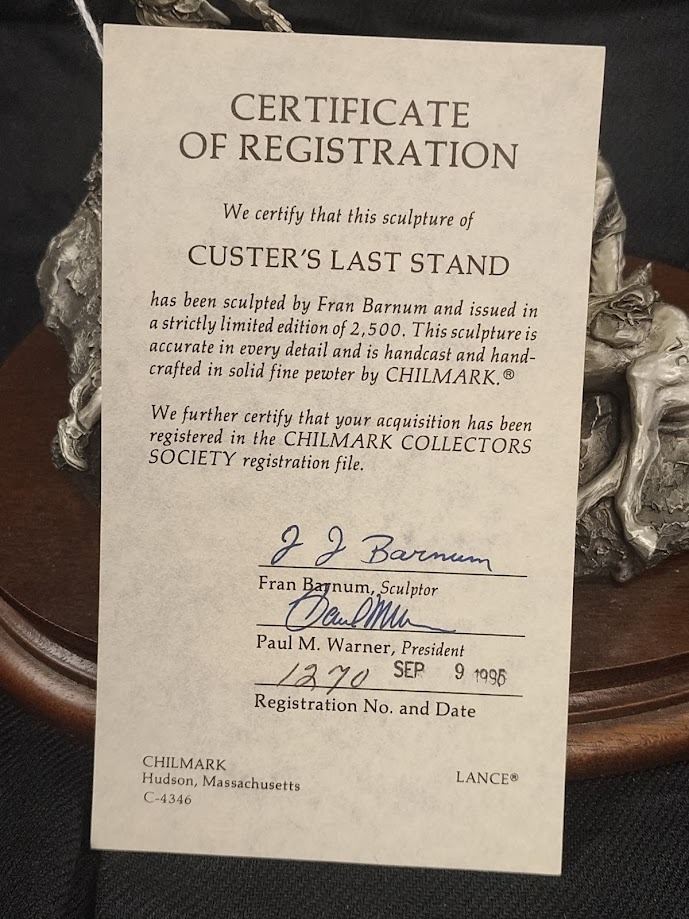 CERTIFICATE
OF REGISTRATION
We certify that this sculpture of
CUSTER'S LAST STAND
has been sculpted by Fran Barnum and issued in
a strictly limited edition of 2,500. This sculpture is
accurate in every detail and is handcast and hand-
crafted in solid fine pewter by CHILMARK.®
We further certify that your acquisition has been
registered in the CHILMARK COLLECTORS
SOCIETY registration file.
J J Barnum
Fran Barnum, Sculptor
Paul M. Warner, President
1270 SEP 9 1996
Registration No. and Date
CHILMARK
Hudson, Massachusetts
C-4346
LANCE®